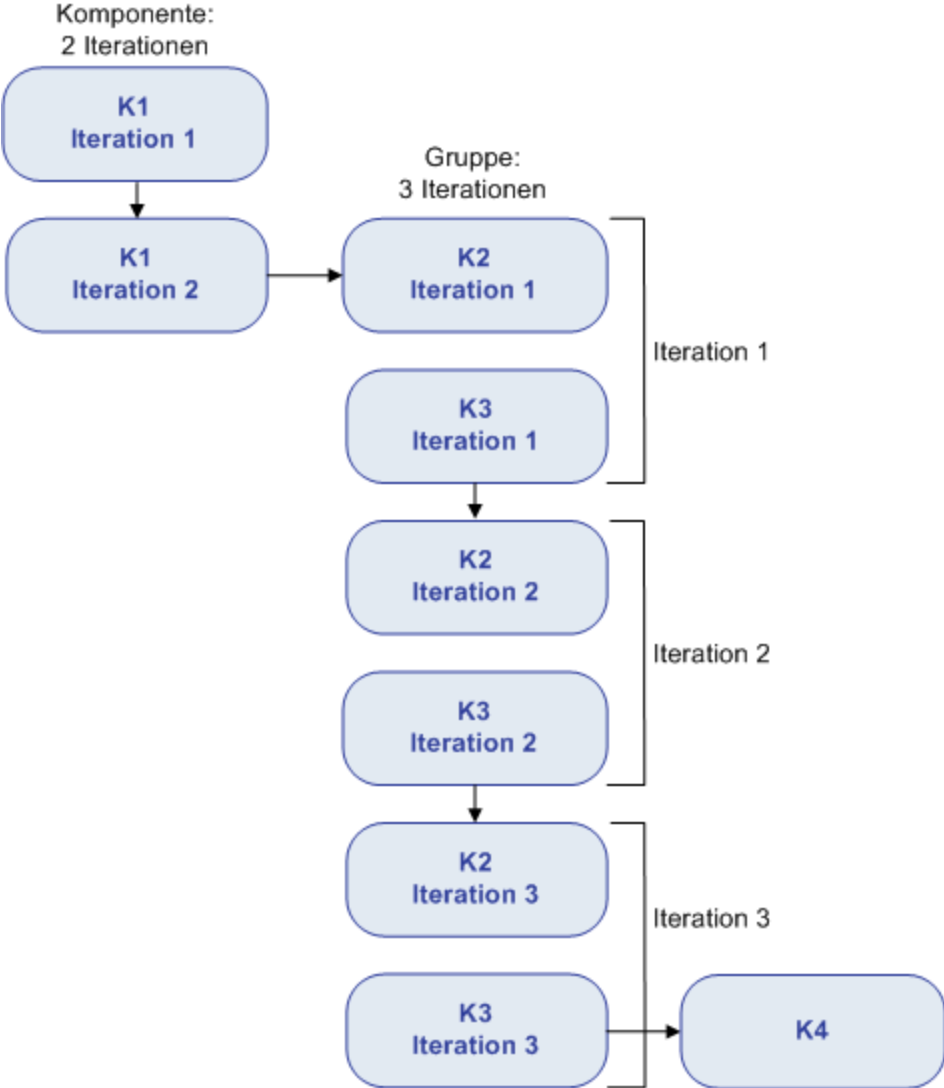 Komponente:
2 Iterationen
K1
Iteration 1
K1
Iteration 2
Gruppe:
3 Iterationen
K2
Iteration 1
K3
Iteration 1
Iteration 1
K2
Iteration 2
K3
Iteration 2
Iteration 2
K2
Iteration 3
K3
Iteration 3
Iteration 3
K4